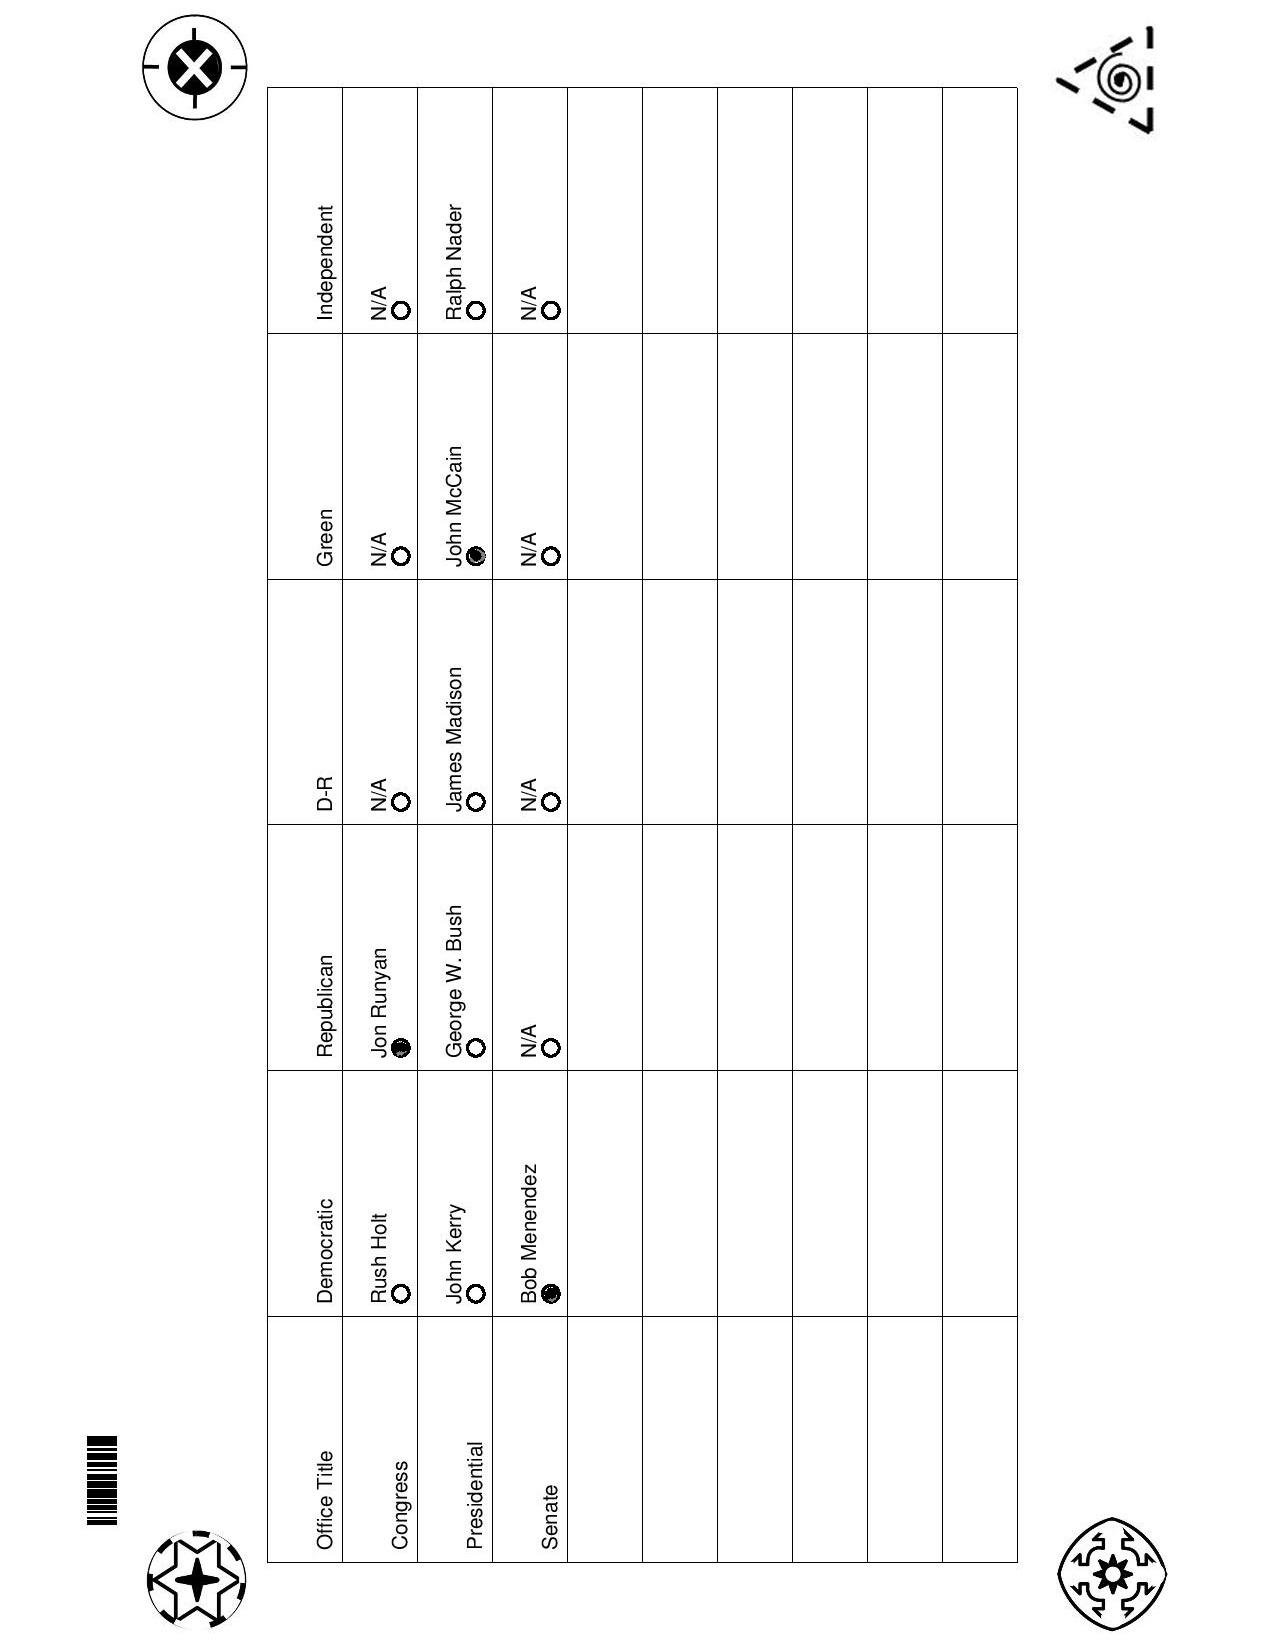 Office Title Democratic Republican D-R Green Independent
Congress Rush Holt Jon Runyan N/A N/A N/A
Presidential John Kerry George W. Bush James Madison John McCain Ralph Nader
Senate Bob Menendez N/A N/A N/A N/A